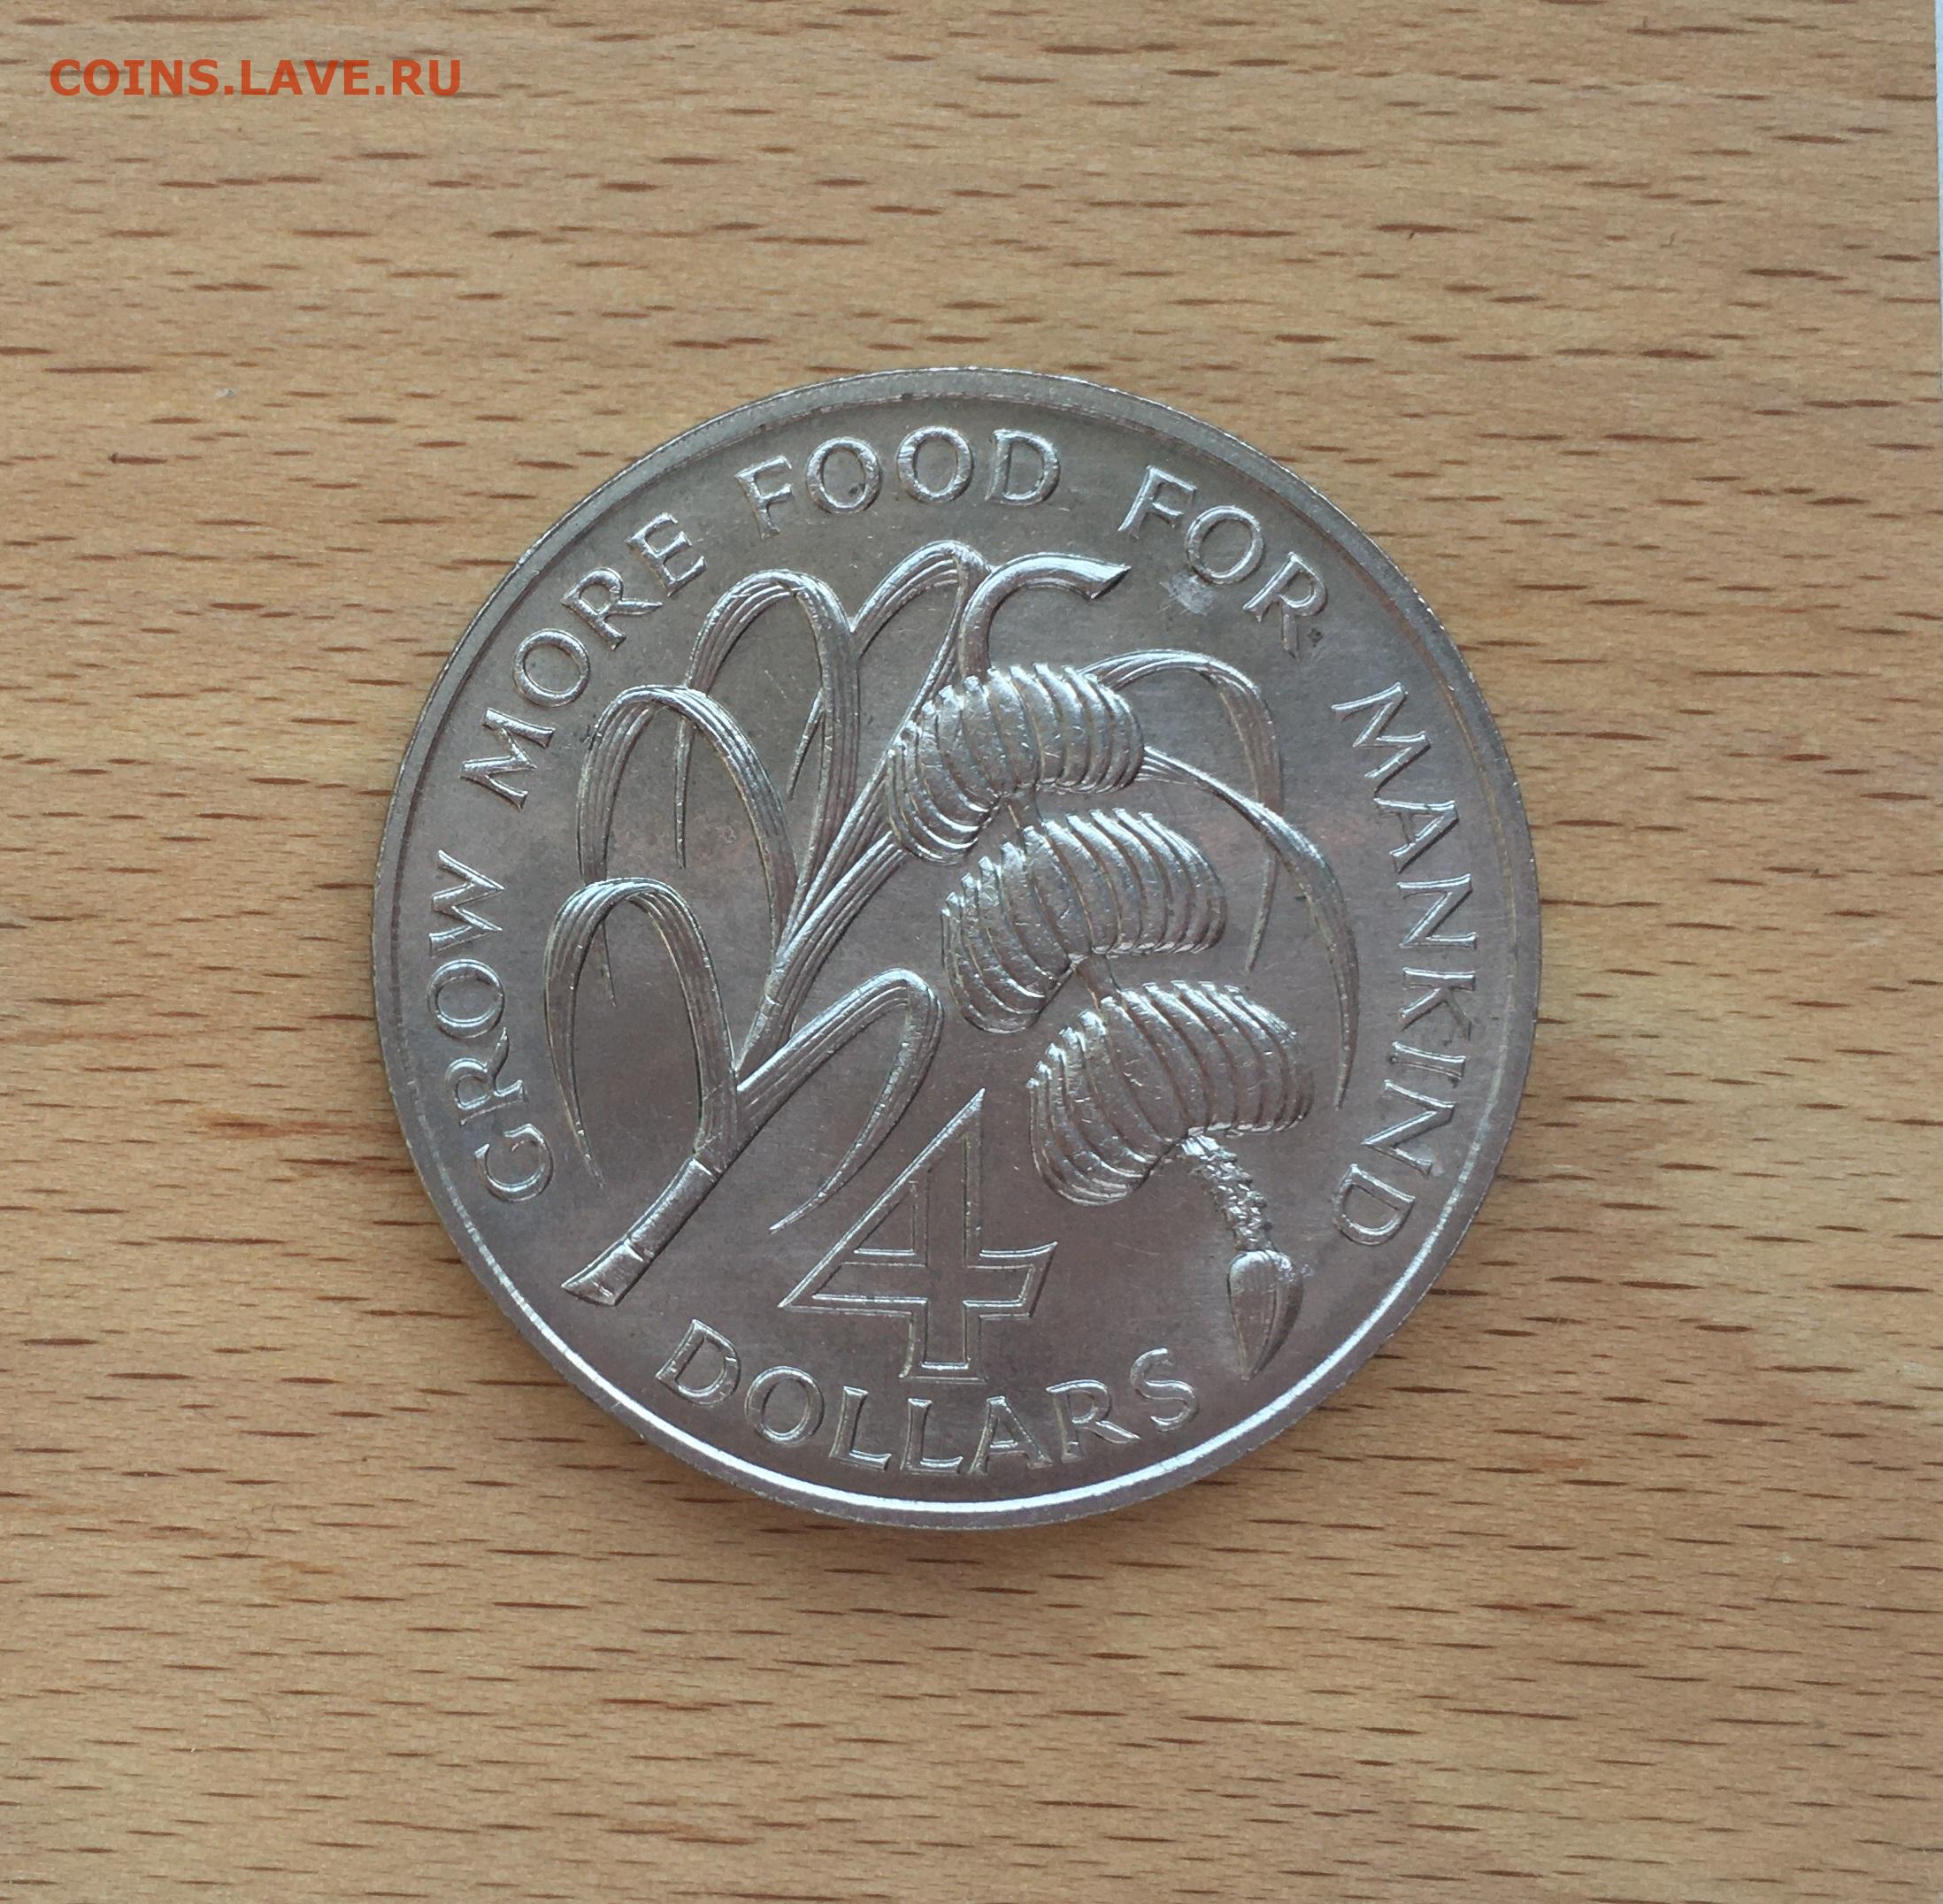 COINS.LAVE.RU
GROW MORE FOOD FOR MANKIND
4
DOLLARS